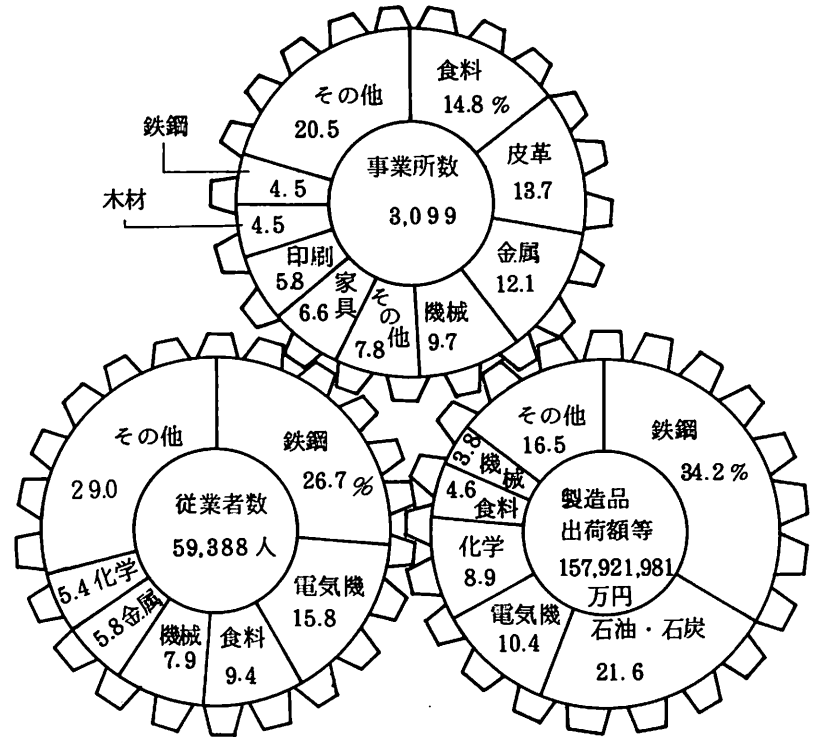 食料
14.8 %
皮革
13.7
金属
12.1
機械
9.7
その他
7.8
家具
6.6
印刷
5.8
木材
4.5
鉄鋼
4.5
その他
20.5
事業所数
3,099
鉄鋼
26.7 %
電気機
15.8
食料
9.4
機械
7.9
5.8金属
5.4化学
その他
29.0
従業者数
59,388人
鉄鋼
34.2%
石油・石炭
21.6
電気機
10.4
化学
8.9
4.6
食料
3.8
機械
その他
16.5
製造品
出荷額等
157,921,981
万円